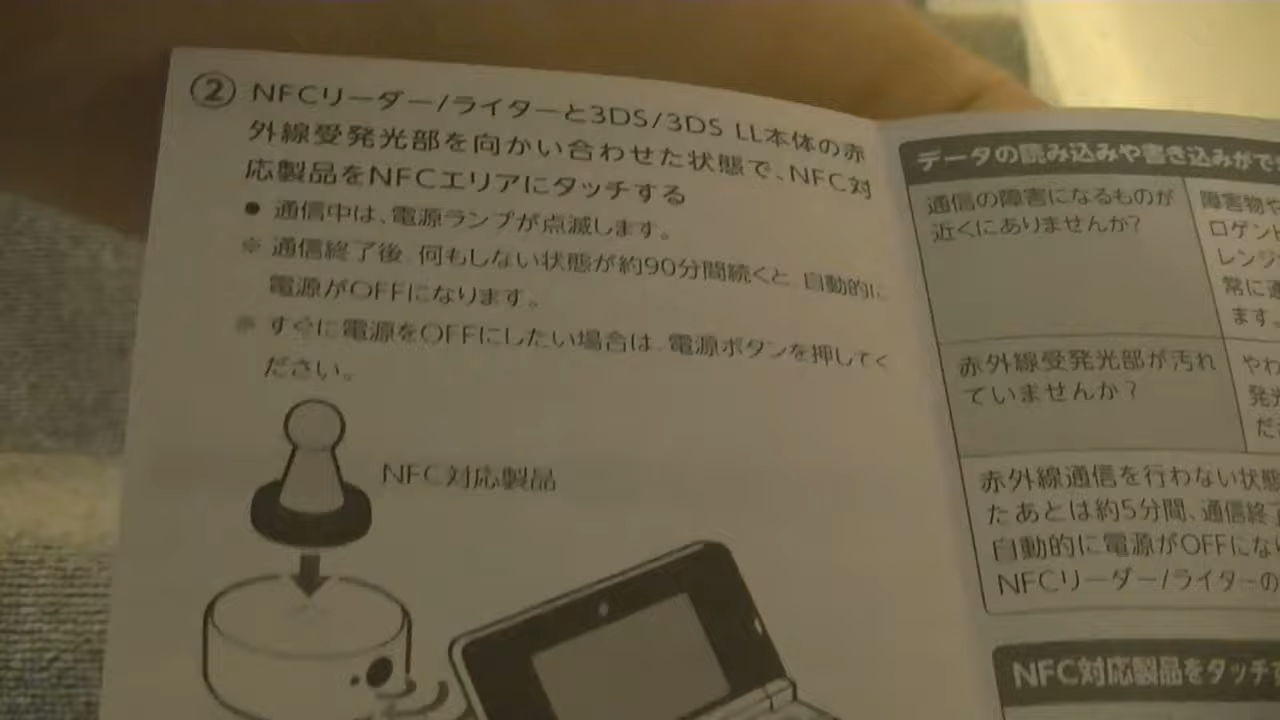 ② NFCリーダー/ライターと3DS/3DS LL本体の赤
外線受発光部を向かい合わせた状態で、NFC対
応製品をNFCエリアにタッチする
● 通信中は、電源ランプが点滅します。
※ 通信終了後、何もしない状態が約90分間続くと、自動的に
電源がOFFになります。
※ すぐに電源をOFFにしたい場合は、電源ボタンを押してく
ださい。
NFC対応製品
データの読み込みや書き込みがで
通信の障害になるものが
近くにありませんか?
障害物や
ロゲンヒ
レンジ
常に通
ます。
赤外線受発光部が汚れ
ていませんか?
やわ
発光
だ
赤外線通信を行わない状態
たあとは約5分間、通信終了
自動的に電源がOFFにな
NFCリーダー/ライターの
NFC対応製品をタッチ